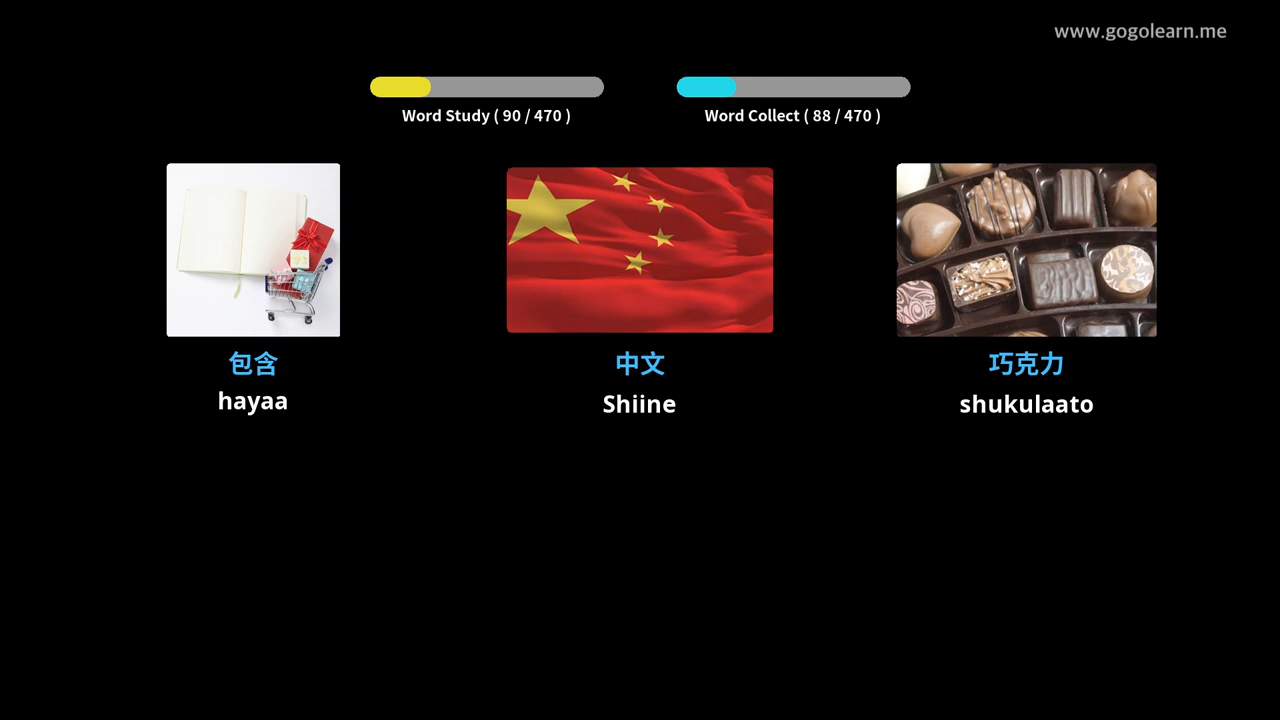 www.gogolearn.me
Word Study ( 90 / 470 )
Word Collect ( 88 / 470 )
包含
hayaa
中文
Shiine
巧克力
shukulaato